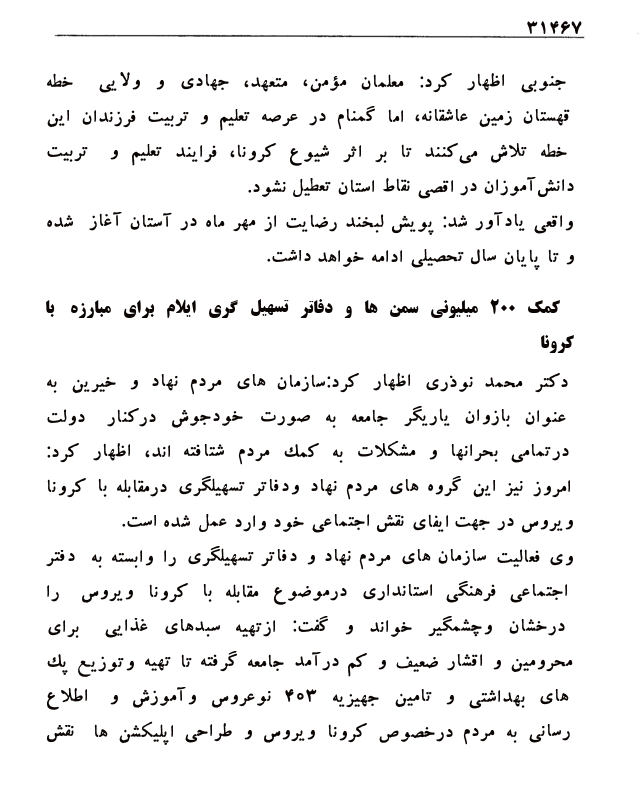 ۳۱۴۶۷
جنوبی اظهار کرد: معلمان مؤمن، متعهد، جهادی و ولایی خطه
قهستان زمین عاشقانه، اما گمنام در عرصه تعلیم و تربیت فرزندان این
خطه تلاش می‌کنند تا بر اثر شیوع کرونا، فرایند تعلیم و تربیت
دانش‌آموزان در اقصی نقاط استان تعطیل نشود.
واقعی یادآور شد: پویش لبخند رضایت از مهر ماه در آستان آغاز شده
و تا پایان سال تحصیلی ادامه خواهد داشت.
کمک ۲۰۰ میلیونی سمن ها و دفاتر تسهیل گری ایلام برای مبارزه با
کرونا
دکتر محمد نوذری اظهار کرد:سازمان های مردم نهاد و خیرین به
عنوان بازوان یاریگر جامعه به صورت خودجوش درکنار دولت
درتمامی بحرانها و مشکلات به کمك مردم شتافته اند، اظهار کرد:
امروز نیز این گروه های مردم نهاد ودفاتر تسهیلگری درمقابله با کرونا
ویروس در جهت ایفای نقش اجتماعی خود وارد عمل شده است.
وی فعالیت سازمان های مردم نهاد و دفاتر تسهیلگری را وابسته به دفتر
اجتماعی فرهنگی استانداری درموضوع مقابله با کرونا ویروس را
درخشان وچشمگیر خواند و گفت: ازتهیه سبدهای غذایی برای
محرومین و اقشار ضعیف و کم درآمد جامعه گرفته تا تهیه وتوزیع پك
های بهداشتی و تامین جهیزیه ۴۰۳ نوعروس وآموزش و اطلاع
رسانی به مردم درخصوص کرونا ویروس و طراحی اپلیکشن ها نقش